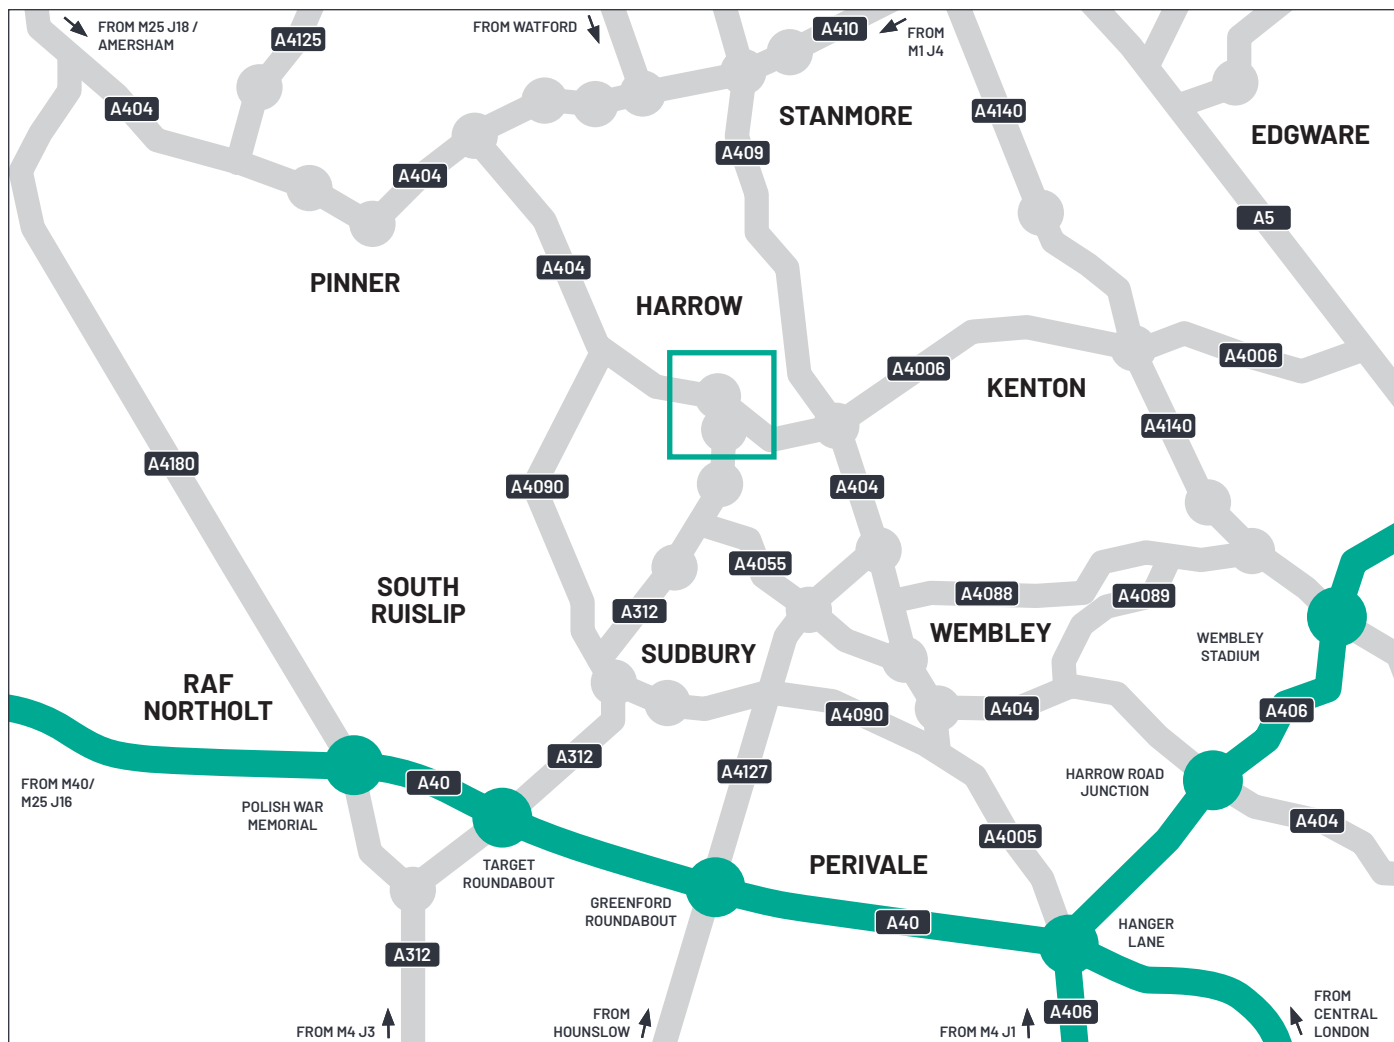 FROM M25 J18 /
AMERSHAM
A4125
FROM WATFORD
A410
FROM
M1 J4
A404
STANMORE
A4140
EDGWARE
A409
A404
A5
A404
PINNER
HARROW
A4006
A4006
KENTON
A4140
A4180
A4090
A404
A4055
SOUTH
RUISLIP
A312
A4088
A4089
SUDBURY
WEMBLEY
WEMBLEY
STADIUM
RAF
NORTHOLT
A4090
A404
A406
A312
A4127
FROM M40/
M25 J16
A40
POLISH WAR
MEMORIAL
HARROW ROAD
JUNCTION
A404
A4005
TARGET
ROUNDABOUT
PERIVALE
GREENFORD
ROUNDABOUT
A40
HANGER
LANE
A312
FROM M4 J3
FROM
HOUNSLOW
FROM M4 J1
A406
FROM
CENTRAL
LONDON